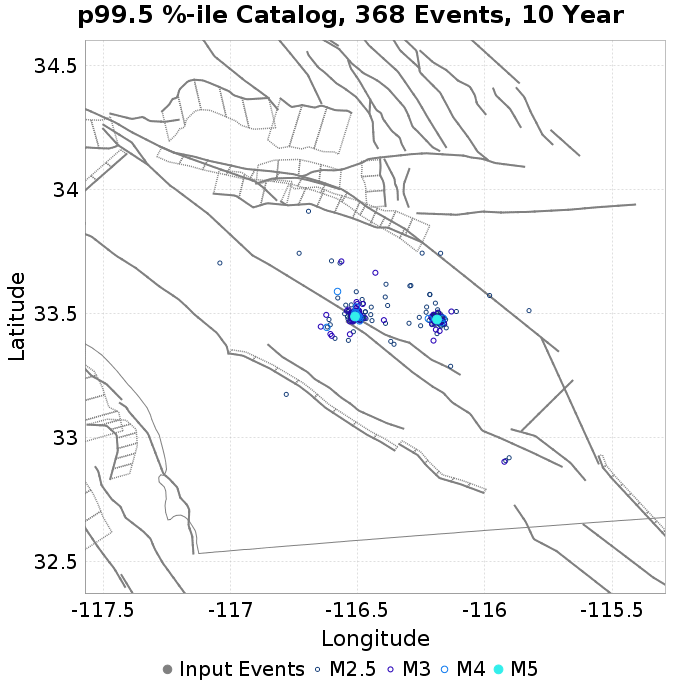 p99.5 %-ile Catalog, 368 Events, 10 Year
Latitude
34.5
34
33.5
33
32.5
-117.5 -117 -116.5 -116 -115.5
Longitude
Input Events M2.5 M3 M4 M5